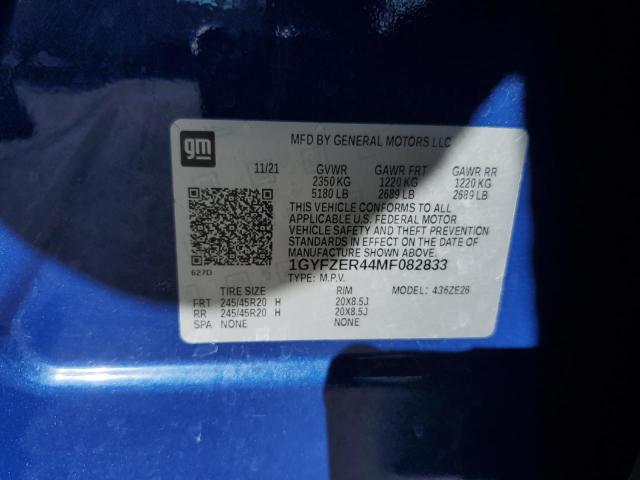 gm
MFD BY GENERAL MOTORS LLC
11/21 GVWR GAWR FRT GAWR RR
2350 KG 1220 KG 1220 KG
5180 LB 2689 LB 2689 LB
THIS VEHICLE CONFORMS TO ALL
APPLICABLE U.S. FEDERAL MOTOR
VEHICLE SAFETY AND THEFT PREVENTION
STANDARDS IN EFFECT ON THE DATE OF
MANUFACTURE SHOWN ABOVE.
627D
1GYFZER44MF082833
TYPE: M.P.V.
TIRE SIZE RIM MODEL: 436ZE26
FRT 245/45R20 H 20X8.5J
RR 245/45R20 H 20X8.5J
SPA NONE NONE